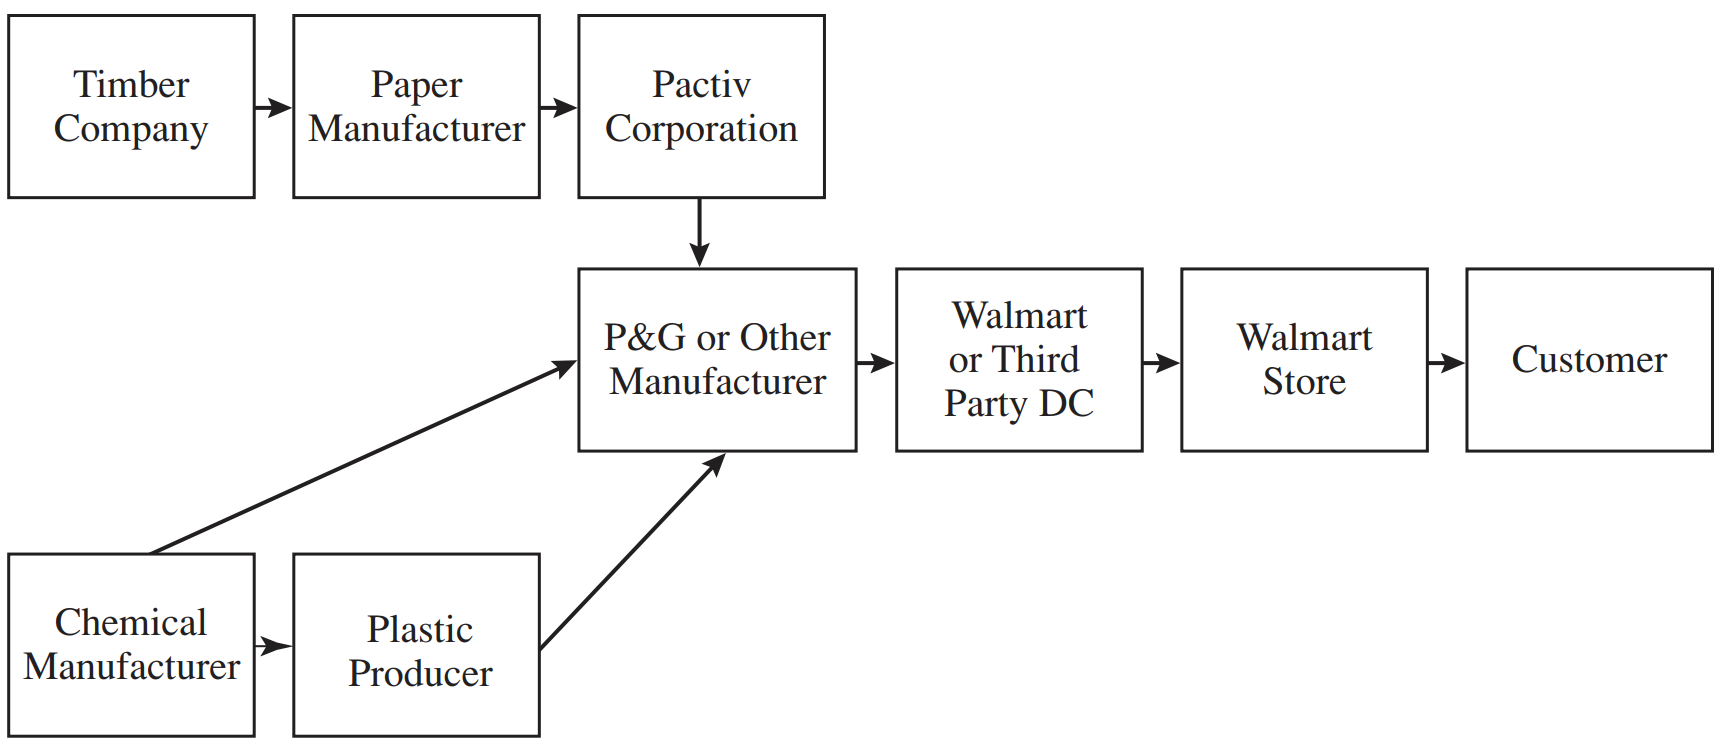 Timber
Company
Paper
Manufacturer
Pactiv
Corporation
P&G or Other
Manufacturer
Walmart
or Third
Party DC
Walmart
Store
Customer
Chemical
Manufacturer
Plastic
Producer